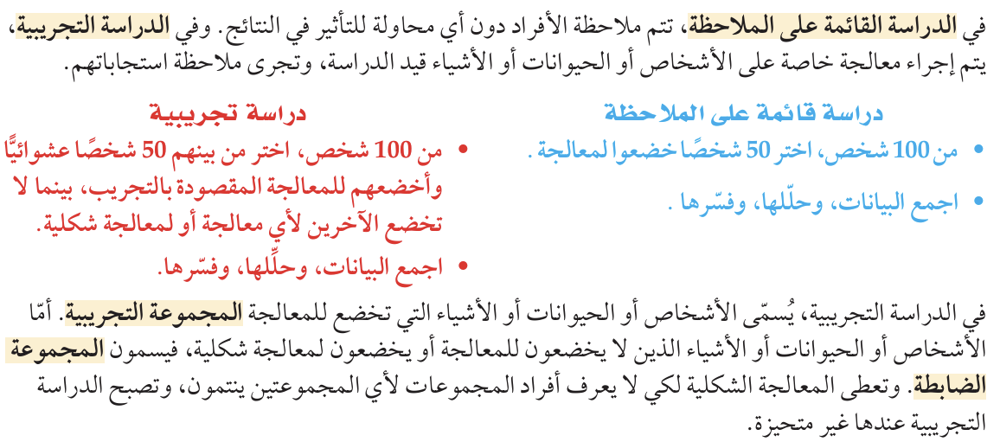 في الدراسة القائمة على الملاحظة، تتم ملاحظة الأفراد دون أي محاولة للتأثير في النتائج. وفي الدراسة التجريبية،
يتم إجراء معالجة خاصة على الأشخاص أو الحيوانات أو الأشياء قيد الدراسة، وتجرى ملاحظة استجاباتهم.
دراسة قائمة على الملاحظة
• من 100 شخص، اختر 50 شخصًا خضعوا لمعالجة .
• اجمع البيانات، وحلّلها، وفسّرها .
دراسة تجريبية
• من 100 شخص، اختر من بينهم 50 شخصًا عشوائيًّا
وأخضعهم للمعالجة المقصودة بالتجريب، بينما لا
تخضع الآخرين لأي معالجة أو لمعالجة شكلية.
• اجمع البيانات، وحلِّلها، وفسّرها.
في الدراسة التجريبية، يُسمّى الأشخاص أو الحيوانات أو الأشياء التي تخضع للمعالجة المجموعة التجريبية. أمّا
الأشخاص أو الحيوانات أو الأشياء الذين لا يخضعون للمعالجة أو يخضعون لمعالجة شكلية، فيسمون المجموعة
الضابطة. وتعطى المعالجة الشكلية لكي لا يعرف أفراد المجموعات لأي المجموعتين ينتمون، وتصبح الدراسة
التجريبية عندها غير متحيزة.